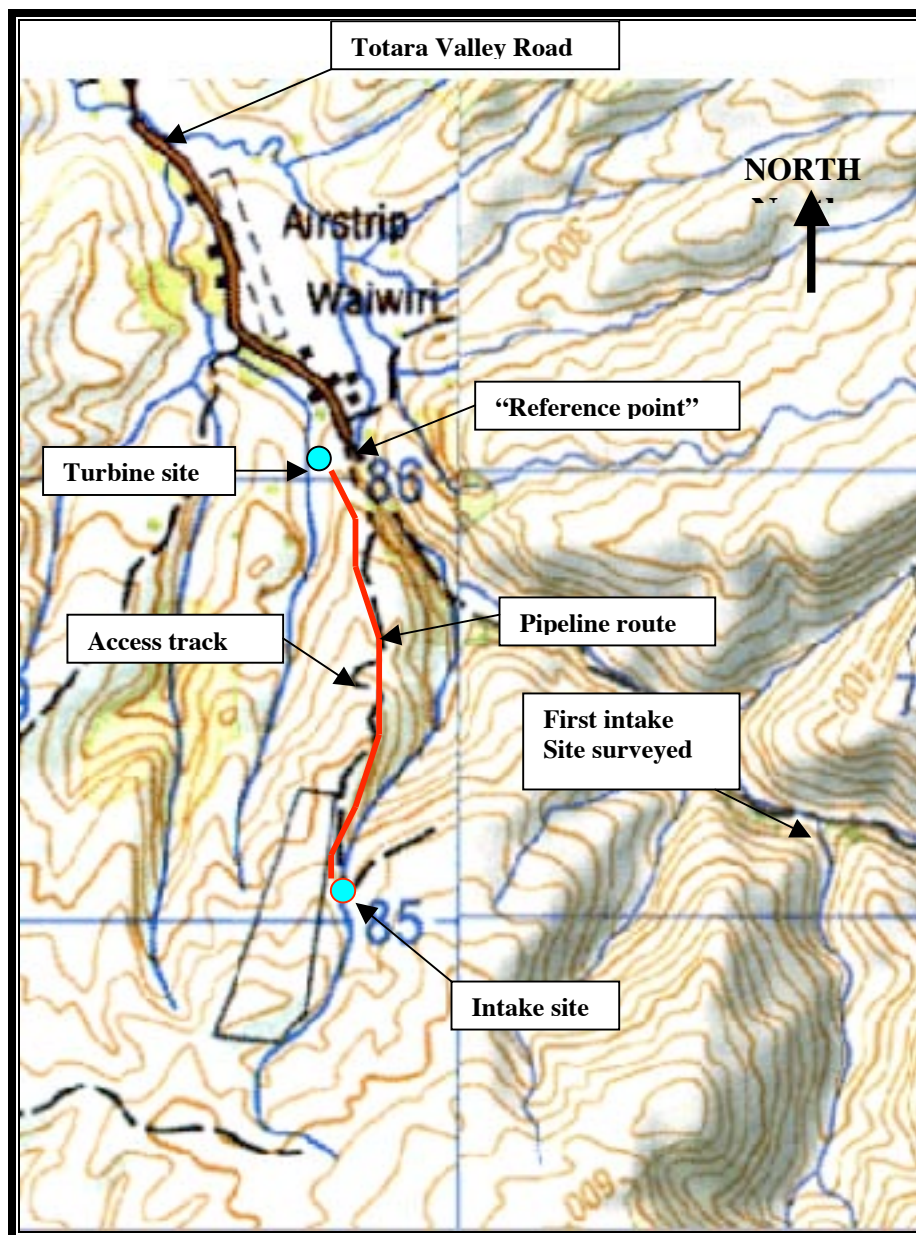 Totara Valley Road
NORTH
Airstrip
300
Waiwiri
“Reference point”
Turbine site
86
Pipeline route
Access track
400
First intake
Site surveyed
85
Intake site
600